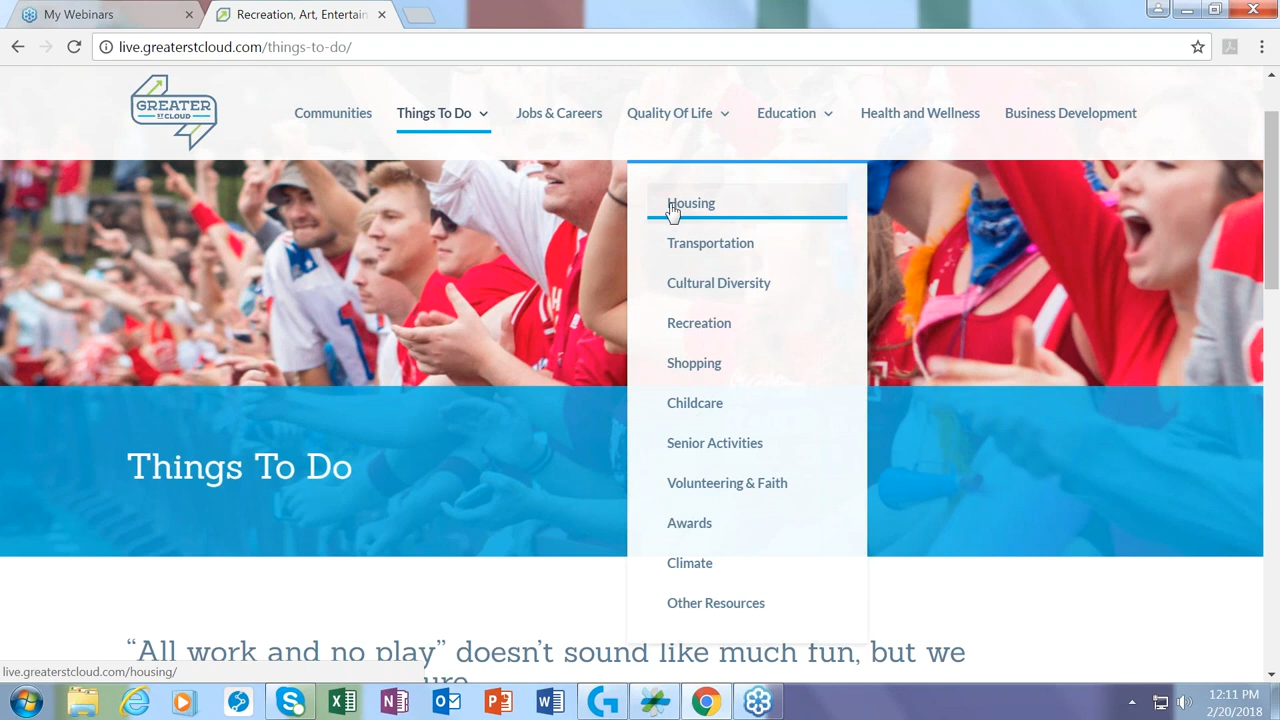 My Webinars
Recreation, Art, Entertain
live.greaterstcloud.com/things-to-do/
GREATER
ST CLOUD
Communities
Things To Do
Jobs & Careers
Quality Of Life
Education
Health and Wellness
Business Development
Housing
Transportation
Cultural Diversity
Recreation
Shopping
Childcare
Senior Activities
Volunteering & Faith
Awards
Climate
Other Resources
Things To Do
“All work and no play” doesn’t sound like much fun, but we
live.greaterstcloud.com/housing/
12:11 PM
2/20/2018